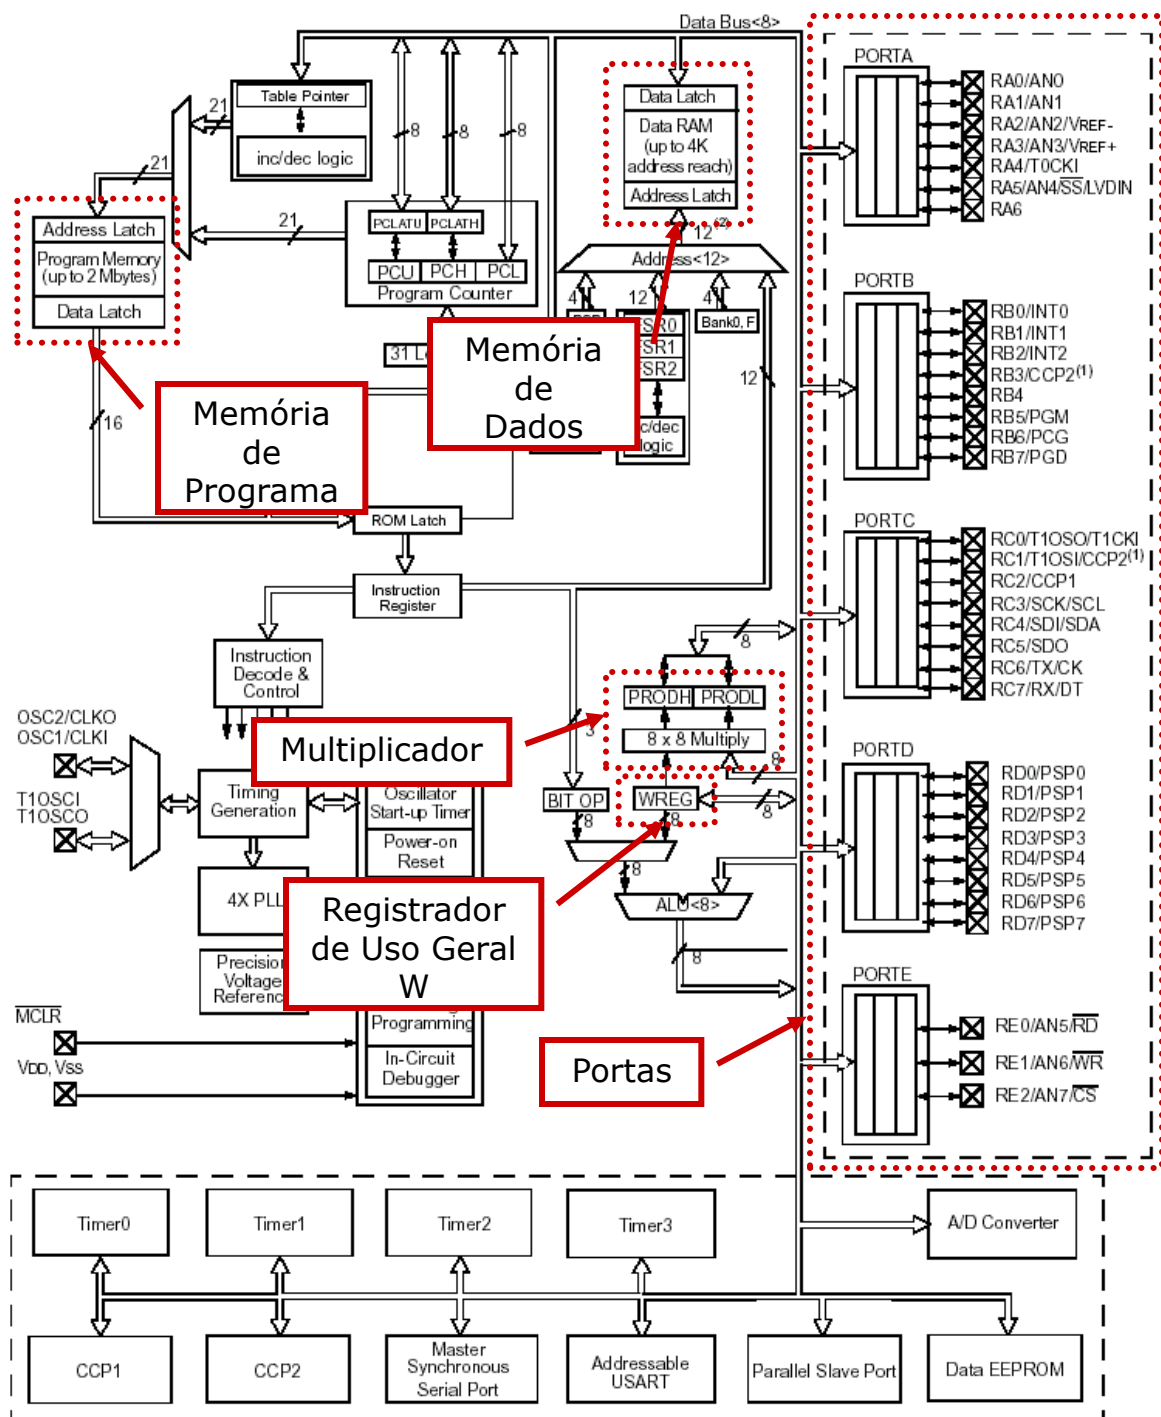 Data Bus<8>
PORTA
RA0/AN0
RA1/AN1
RA2/AN2/VREF-
RA3/AN3/VREF+
RA4/T0CKI
RA5/AN4/SS/LVDIN
RA6
Table Pointer
inc/dec logic
21
21
21
8
8
8
Data Latch
Data RAM
(up to 4K
address reach)
Address Latch
12(2)
Address<12>
Address Latch
Program Memory
(up to 2 Mbytes)
Data Latch
PCLATU
PCLATH
PCU
PCH
PCL
Program Counter
4
12
4
Bank0, F
FSR0
FSR1
FSR2
inc/dec
logic
12
31 L
16
Memória
de
Programa
Memória
de
Dados
PORTB
RB0/INT0
RB1/INT1
RB2/INT2
RB3/CCP2(1)
RB4
RB5/PGM
RB6/PCG
RB7/PGD
ROM Latch
Instruction
Register
Instruction
Decode &
Control
PORTC
RC0/T1OSO/T1CKI
RC1/T1OSI/CCP2(1)
RC2/CCP1
RC3/SCK/SCL
RC4/SDI/SDA
RC5/SDO
RC6/TX/CK
RC7/RX/DT
8
PRODH
PRODL
8 x 8 Multiply
3
8
Multiplicador
BIT OP
WREG
8
8
8
8
ALU<8>
8
OSC2/CLKO
OSC1/CLKI
T1OSCI
T1OSCO
Timing
Generation
Oscillator
Start-up Timer
Power-on
Reset
4X PLL
Precision
Voltage
Reference
Programming
In-Circuit
Debugger
MCLR
VDD, VSS
Registrador
de Uso Geral
W
Portas
PORTD
RD0/PSP0
RD1/PSP1
RD2/PSP2
RD3/PSP3
RD4/PSP4
RD5/PSP5
RD6/PSP6
RD7/PSP7
PORTE
RE0/AN5/RD
RE1/AN6/WR
RE2/AN7/CS
Timer0
Timer1
Timer2
Timer3
A/D Converter
CCP1
CCP2
Master
Synchronous
Serial Port
Addressable
USART
Parallel Slave Port
Data EEPROM